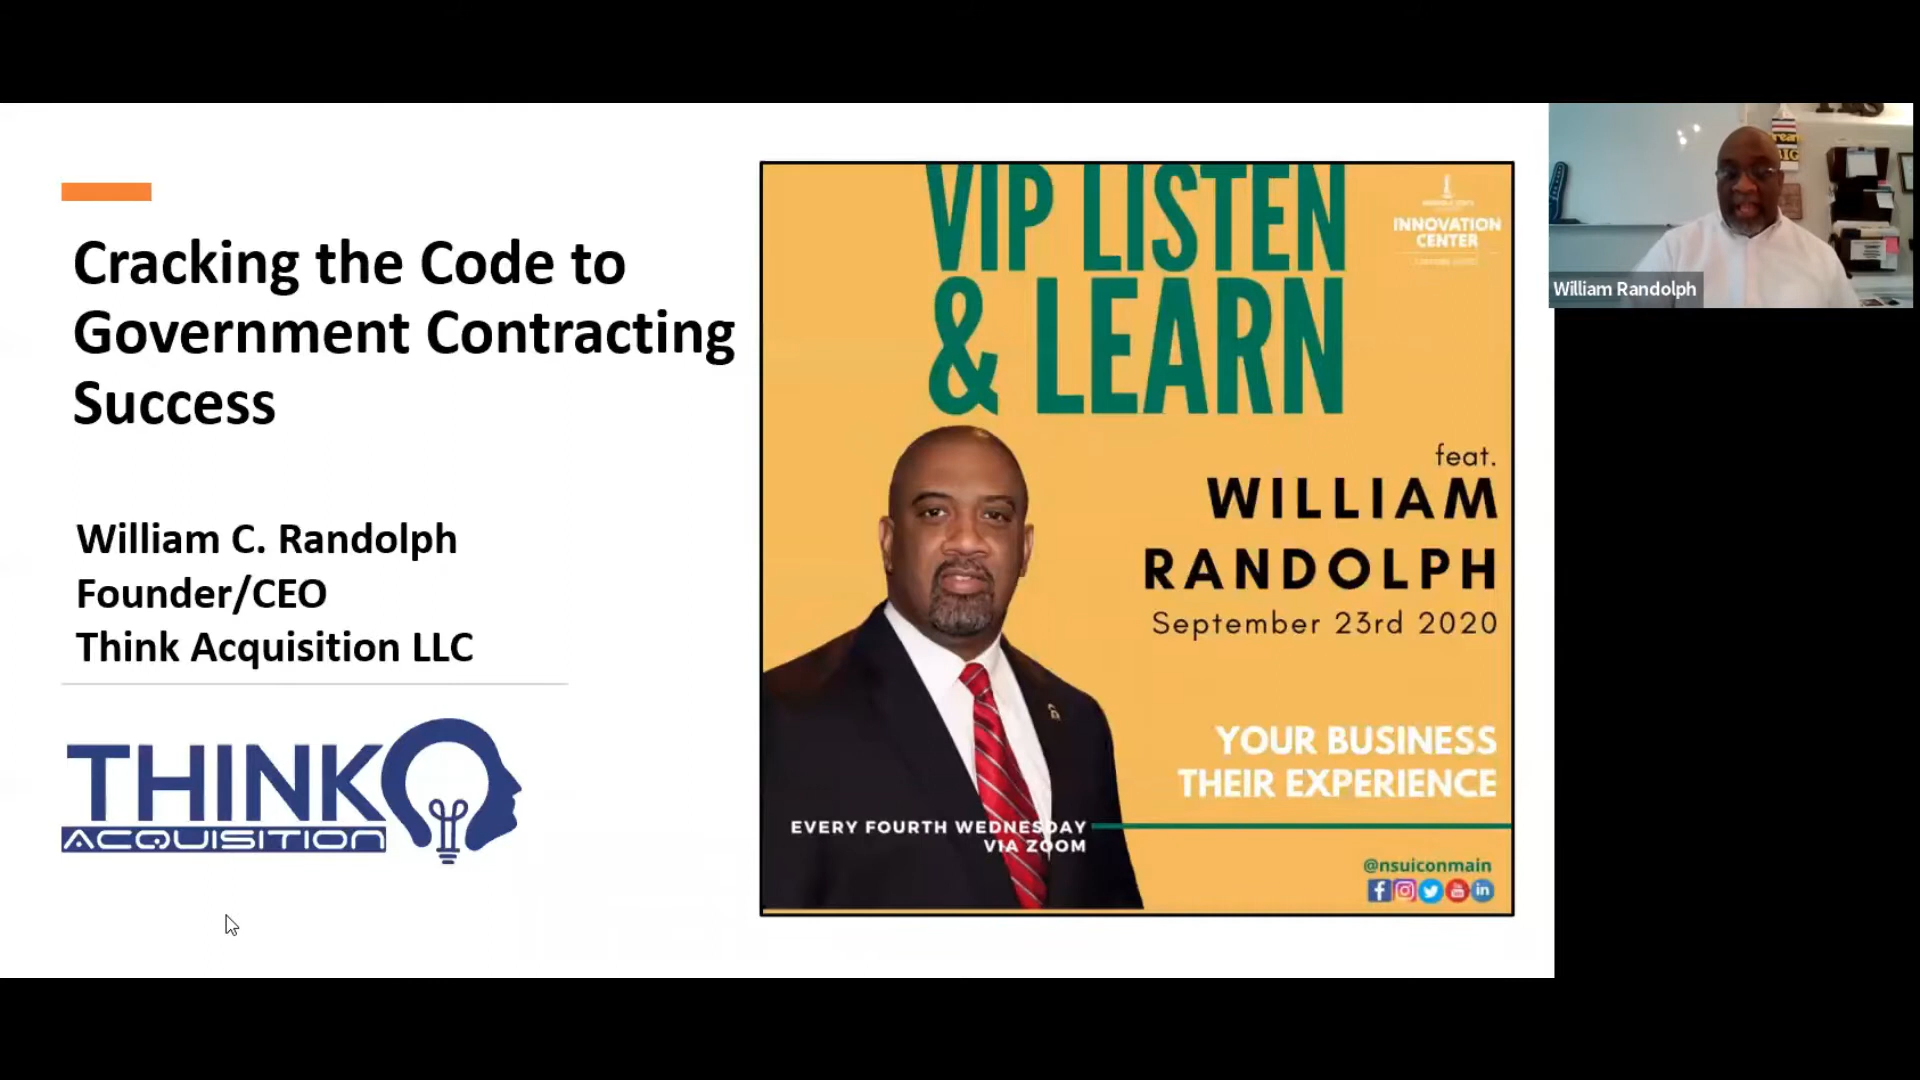 Cracking the Code to
Government Contracting
Success
William C. Randolph
Founder/CEO
Think Acquisition LLC
THINK
ACQUISITION
VIP LISTEN
& LEARN
INNOVATION
CENTER
feat.
WILLIAM
RANDOLPH
September 23rd 2020
YOUR BUSINESS
THEIR EXPERIENCE
EVERY FOURTH WEDNESDAY
VIA ZOOM
@nsuiconmain
William Randolph